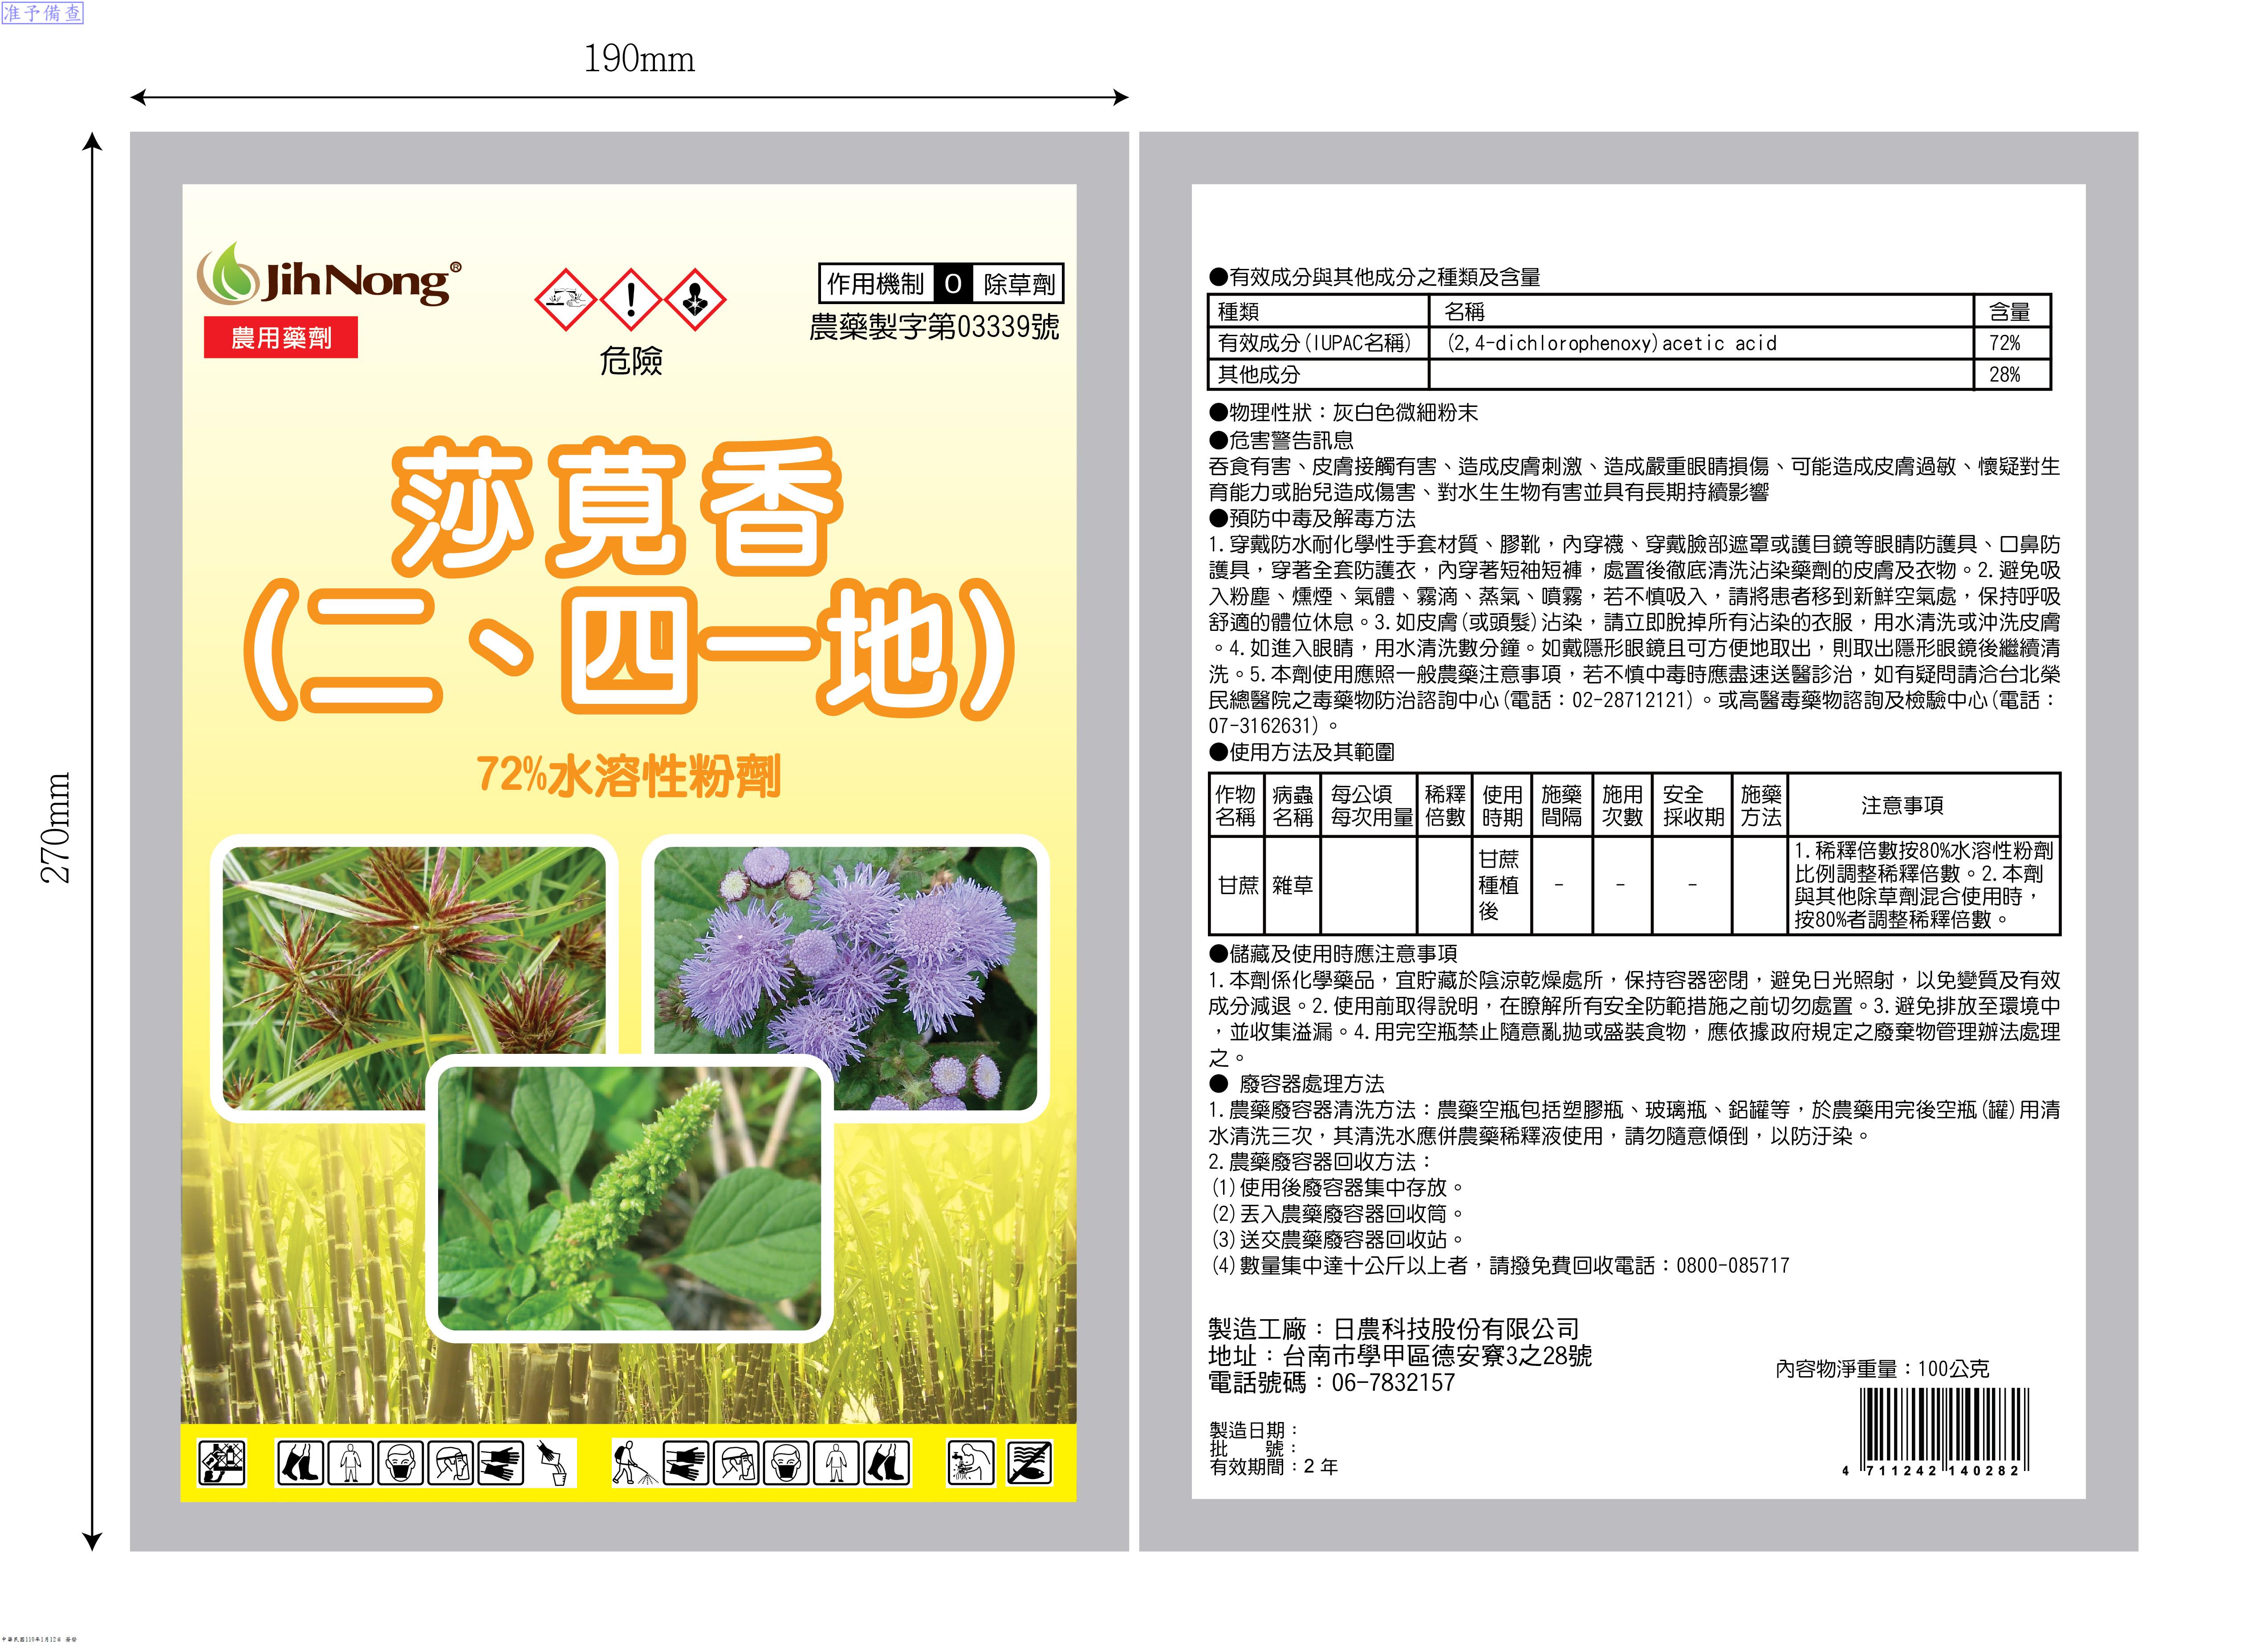 准予備查
190mm
270mm
JihNong®
農用藥劑
危險
作用機制 O 除草劑
農藥製字第03339號
莎莧香
(二、四一地)
72%水溶性粉劑
●有效成分與其他成分之種類及含量
種類 名稱 含量
有效成分(IUPAC名稱) (2,4-dichlorophenoxy)acetic acid 72%
其他成分 28%
●物理性狀：灰白色微細粉末
●危害警告訊息
吞食有害、皮膚接觸有害、造成皮膚刺激、造成嚴重眼睛損傷、可能造成皮膚過敏、懷疑對生
育能力或胎兒造成傷害、對水生生物有害並具有長期持續影響
●預防中毒及解毒方法
1.穿戴防水耐化學性手套材質、膠靴，內穿襪、穿戴臉部遮罩或護目鏡等眼睛防護具、口鼻防
護具，穿著全套防護衣，內穿著短袖短褲，處置後徹底清洗沾染藥劑的皮膚及衣物。2.避免吸
入粉塵、燻煙、氣體、霧滴、蒸氣、噴霧，若不慎吸入，請將患者移到新鮮空氣處，保持呼吸
舒適的體位休息。3.如皮膚(或頭髮)沾染，請立即脫掉所有沾染的衣服，用水清洗或沖洗皮膚
。4.如進入眼睛，用水清洗數分鐘。如戴隱形眼鏡且可方便地取出，則取出隱形眼鏡後繼續清
洗。5.本劑使用應照一般農藥注意事項，若不慎中毒時應盡速送醫診治，如有疑問請洽台北榮
民總醫院之毒藥物防治諮詢中心(電話：02-28712121)。或高醫毒藥物諮詢及檢驗中心(電話：
07-3162631)。
●使用方法及其範圍
作物名稱 病蟲名稱 每公頃每次用量 稀釋倍數 使用時期 施藥間隔 施用次數 安全採收期 施藥方法 注意事項
甘蔗 雜草 甘蔗種植後 - - - 1.稀釋倍數按80%水溶性粉劑
比例調整稀釋倍數。2.本劑
與其他除草劑混合使用時，
按80%者調整稀釋倍數。
●儲藏及使用時應注意事項
1.本劑係化學藥品，宜貯藏於陰涼乾燥處所，保持容器密閉，避免日光照射，以免變質及有效
成分減退。2.使用前取得說明，在瞭解所有安全防範措施之前切勿處置。3.避免排放至環境中
，並收集溢漏。4.用完空瓶禁止隨意亂拋或盛裝食物，應依據政府規定之廢棄物管理辦法處理
之。
● 廢容器處理方法
1.農藥廢容器清洗方法：農藥空瓶包括塑膠瓶、玻璃瓶、鋁罐等，於農藥用完後空瓶(罐)用清
水清洗三次，其清洗水應併農藥稀釋液使用，請勿隨意傾倒，以防汙染。
2.農藥廢容器回收方法：
(1)使用後廢容器集中存放。
(2)丟入農藥廢容器回收筒。
(3)送交農藥廢容器回收站。
(4)數量集中達十公斤以上者，請撥免費回收電話：0800-085717
製造工廠：日農科技股份有限公司
地址：台南市學甲區德安寮3之28號
電話號碼：06-7832157
內容物淨重量：100公克
製造日期：
批　號：
有效期間：2 年
4 711242 140282
中華民國110年1月12日